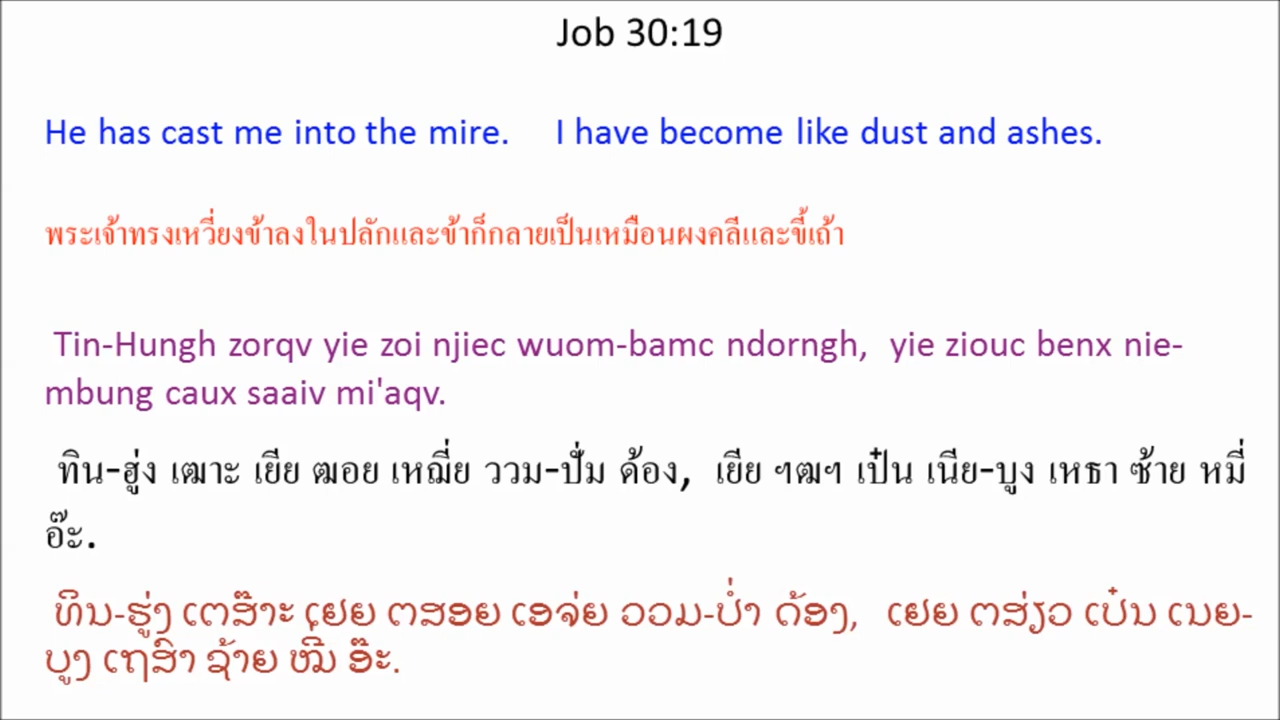 Job 30:19
He has cast me into the mire. I have become like dust and ashes.
พระเจ้าทรงเหวี่ยงข้าลงในปลักและข้าก็กลายเป็นเหมือนผงคลีและขี้เถ้า
Tin-Hungh zorqv yie zoi njiec wuom-bamc ndorngh, yie ziouc benx nie-
mbung caux saaiv mi'aqv.
ทิน-ฮู่ง เฒาะ เยีย ฒอย เหฌี่ย ววม-ปั่ม ด้อง, เยีย ฯฒฯ เป๋น เนีย-บูง เหธา ซ้าย หมี่
อ๊ะ.
ທິນ-ຮູ່ງ ເຕສ໊າະ ເຢຍ ຕສອຍ ເອຈ່ຍ ວວມ-ປ່ຳ ດ້ອງ, ເຢຍ ຕສ່ຽວ ເປ໋ນ ເນຍ-
ບູງ ເຖສົາ ຊ້າຍ ໝີ່ ອ໊ະ.